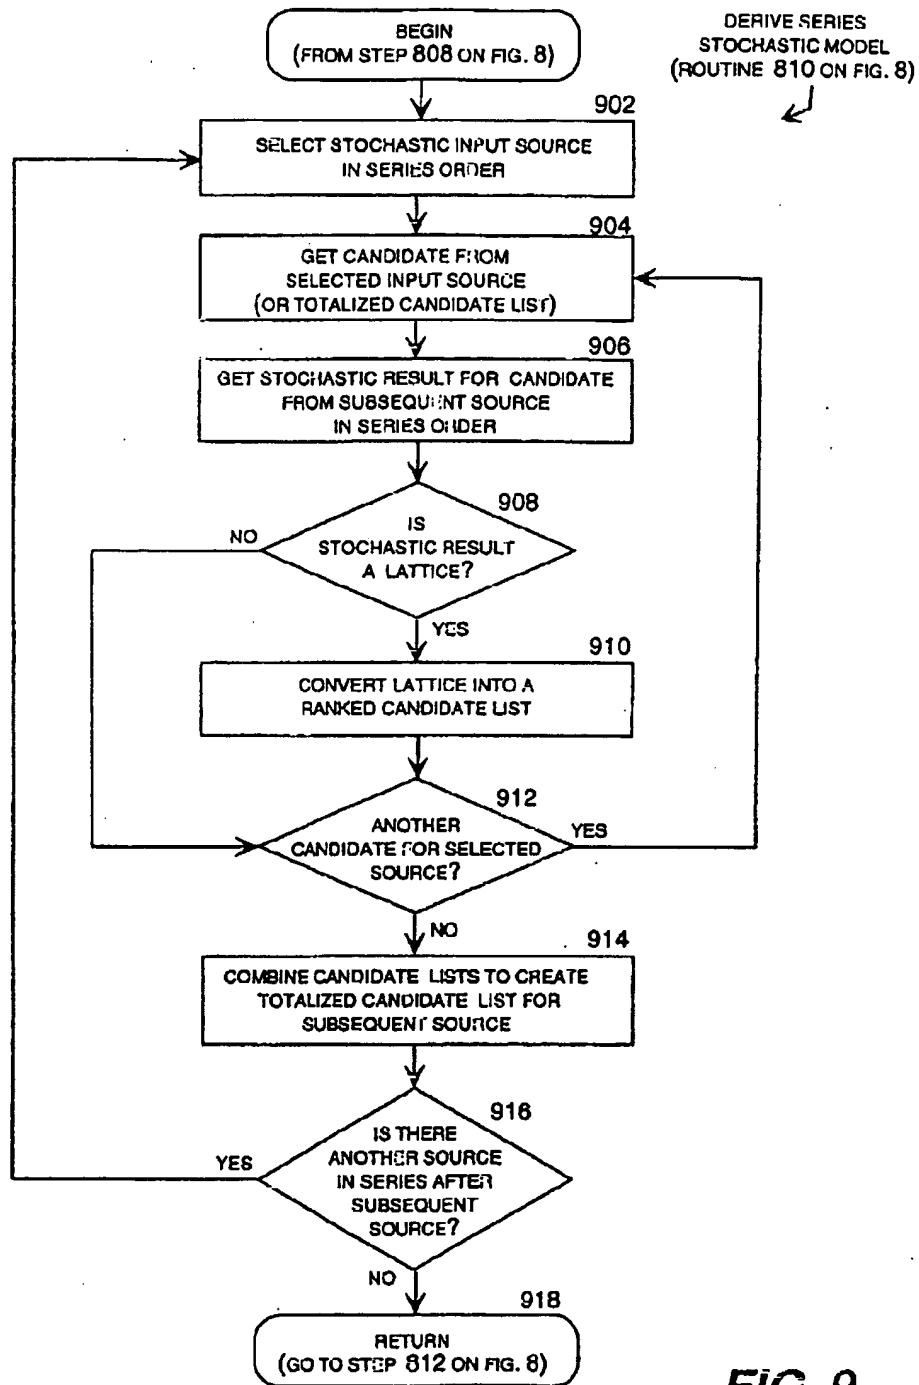 BEGIN
(FROM STEP 808 ON FIG. 8)
DERIVE SERIES
STOCHASTIC MODEL
(ROUTINE 810 ON FIG. 8)
902
SELECT STOCHASTIC INPUT SOURCE
IN SERIES ORDER
904
GET CANDIDATE FROM
SELECTED INPUT SOURCE
(OR TOTALIZED CANDIDATE LIST)
906
GET STOCHASTIC RESULT FOR CANDIDATE
FROM SUBSEQUENT SOURCE
IN SERIES ORDER
908
IS
STOCHASTIC RESULT
A LATTICE?
NO
YES
910
CONVERT LATTICE INTO A
RANKED CANDIDATE LIST
912
ANOTHER
CANDIDATE FOR SELECTED
SOURCE?
YES
NO
914
COMBINE CANDIDATE LISTS TO CREATE
TOTALIZED CANDIDATE LIST FOR
SUBSEQUENT SOURCE
916
IS THERE
ANOTHER SOURCE
IN SERIES AFTER
SUBSEQUENT
SOURCE?
YES
NO
918
RETURN
(GO TO STEP 812 ON FIG. 8)
FIG. 9